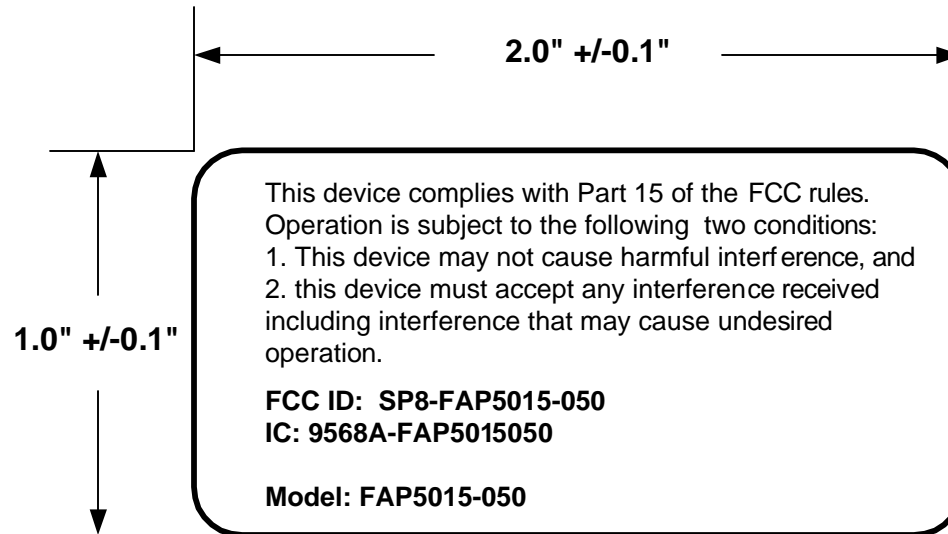 2.0" +/-0.1"
This device complies with Part 15 of the FCC rules.
Operation is subject to the following two conditions:
1. This device may not cause harmful interference, and
2. this device must accept any interference received
including interference that may cause undesired
operation.
1.0" +/-0.1"
FCC ID: SP8-FAP5015-050
IC: 9568A-FAP5015050
Model: FAP5015-050